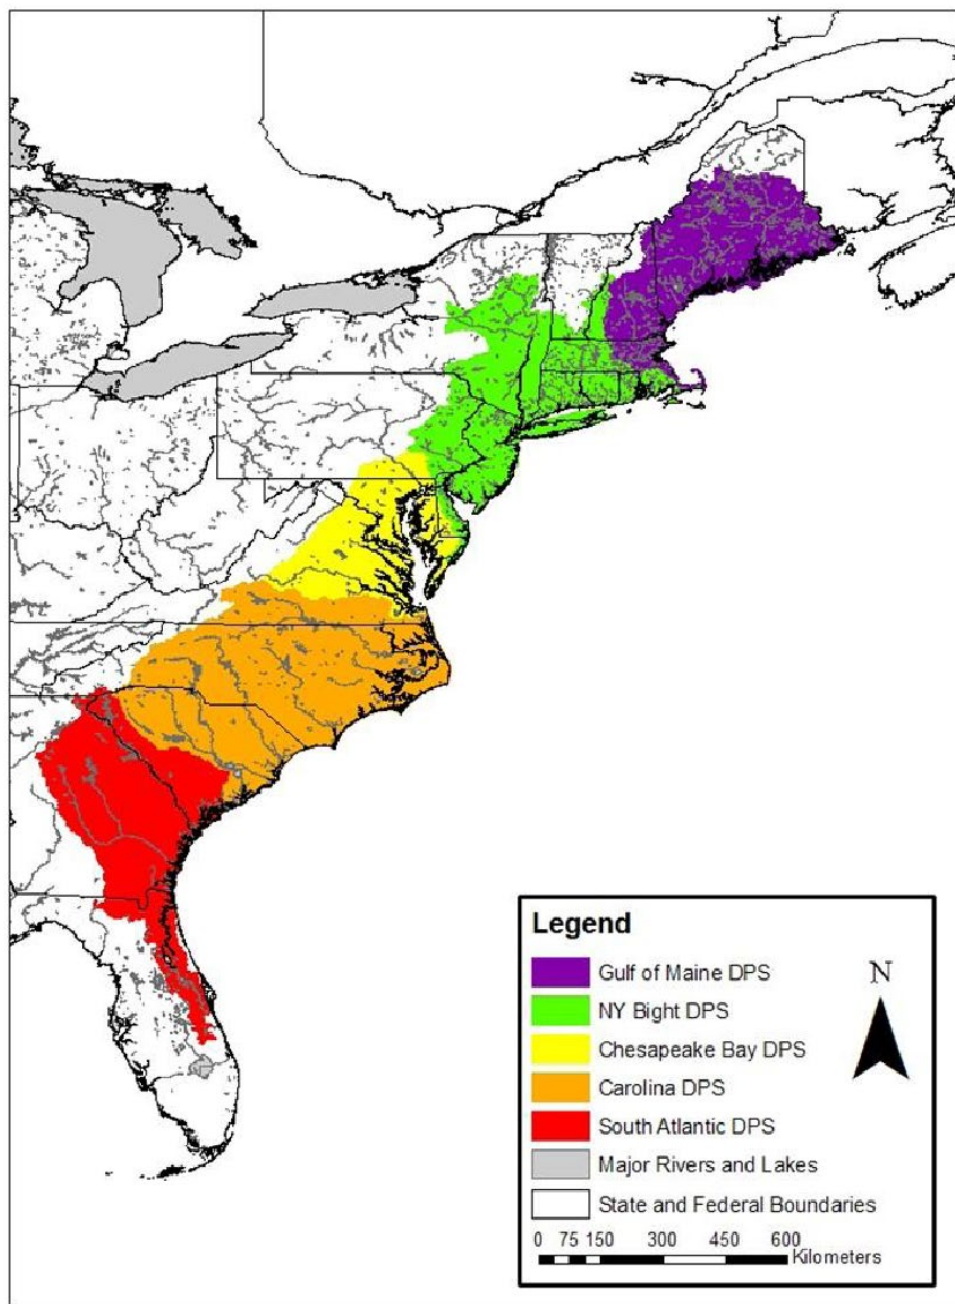 Legend
Gulf of Maine DPS
N
NY Bight DPS
Chesapeake Bay DPS
Carolina DPS
South Atlantic DPS
Major Rivers and Lakes
State and Federal Boundaries
0 75 150 300 450 600
Kilometers